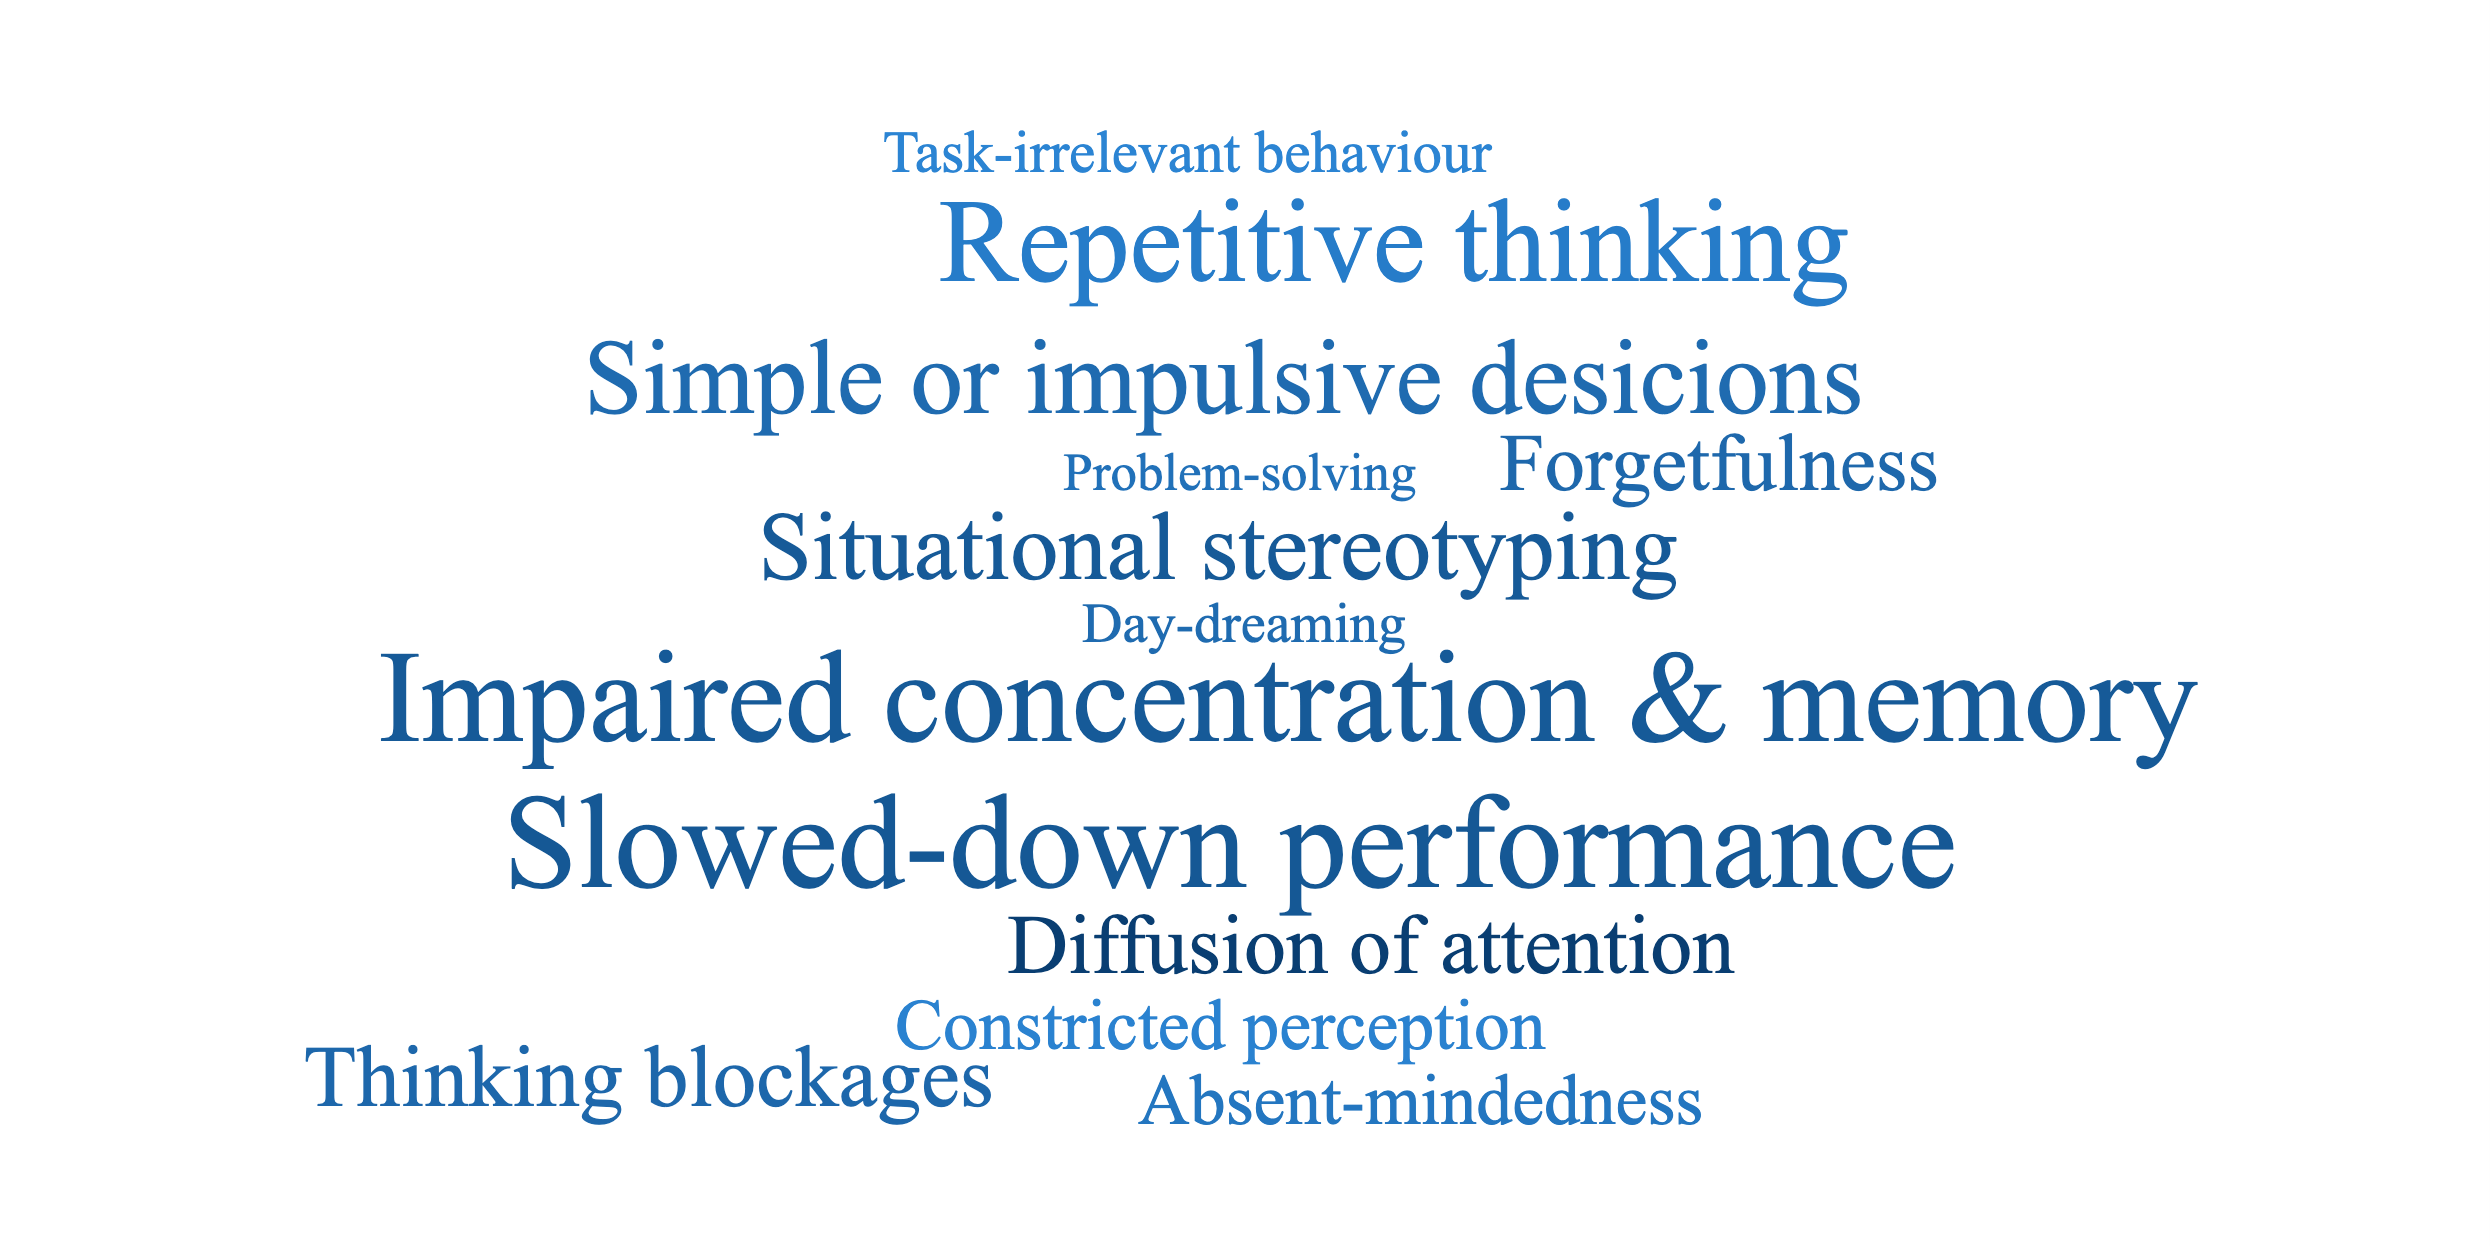 Task-irrelevant behaviour
Repetitive thinking
Simple or impulsive desicions
Problem-solving Forgetfulness
Situational stereotyping
Day-dreaming
Impaired concentration & memory
Slowed-down performance
Diffusion of attention
Constricted perception
Thinking blockages
Absent-mindedness